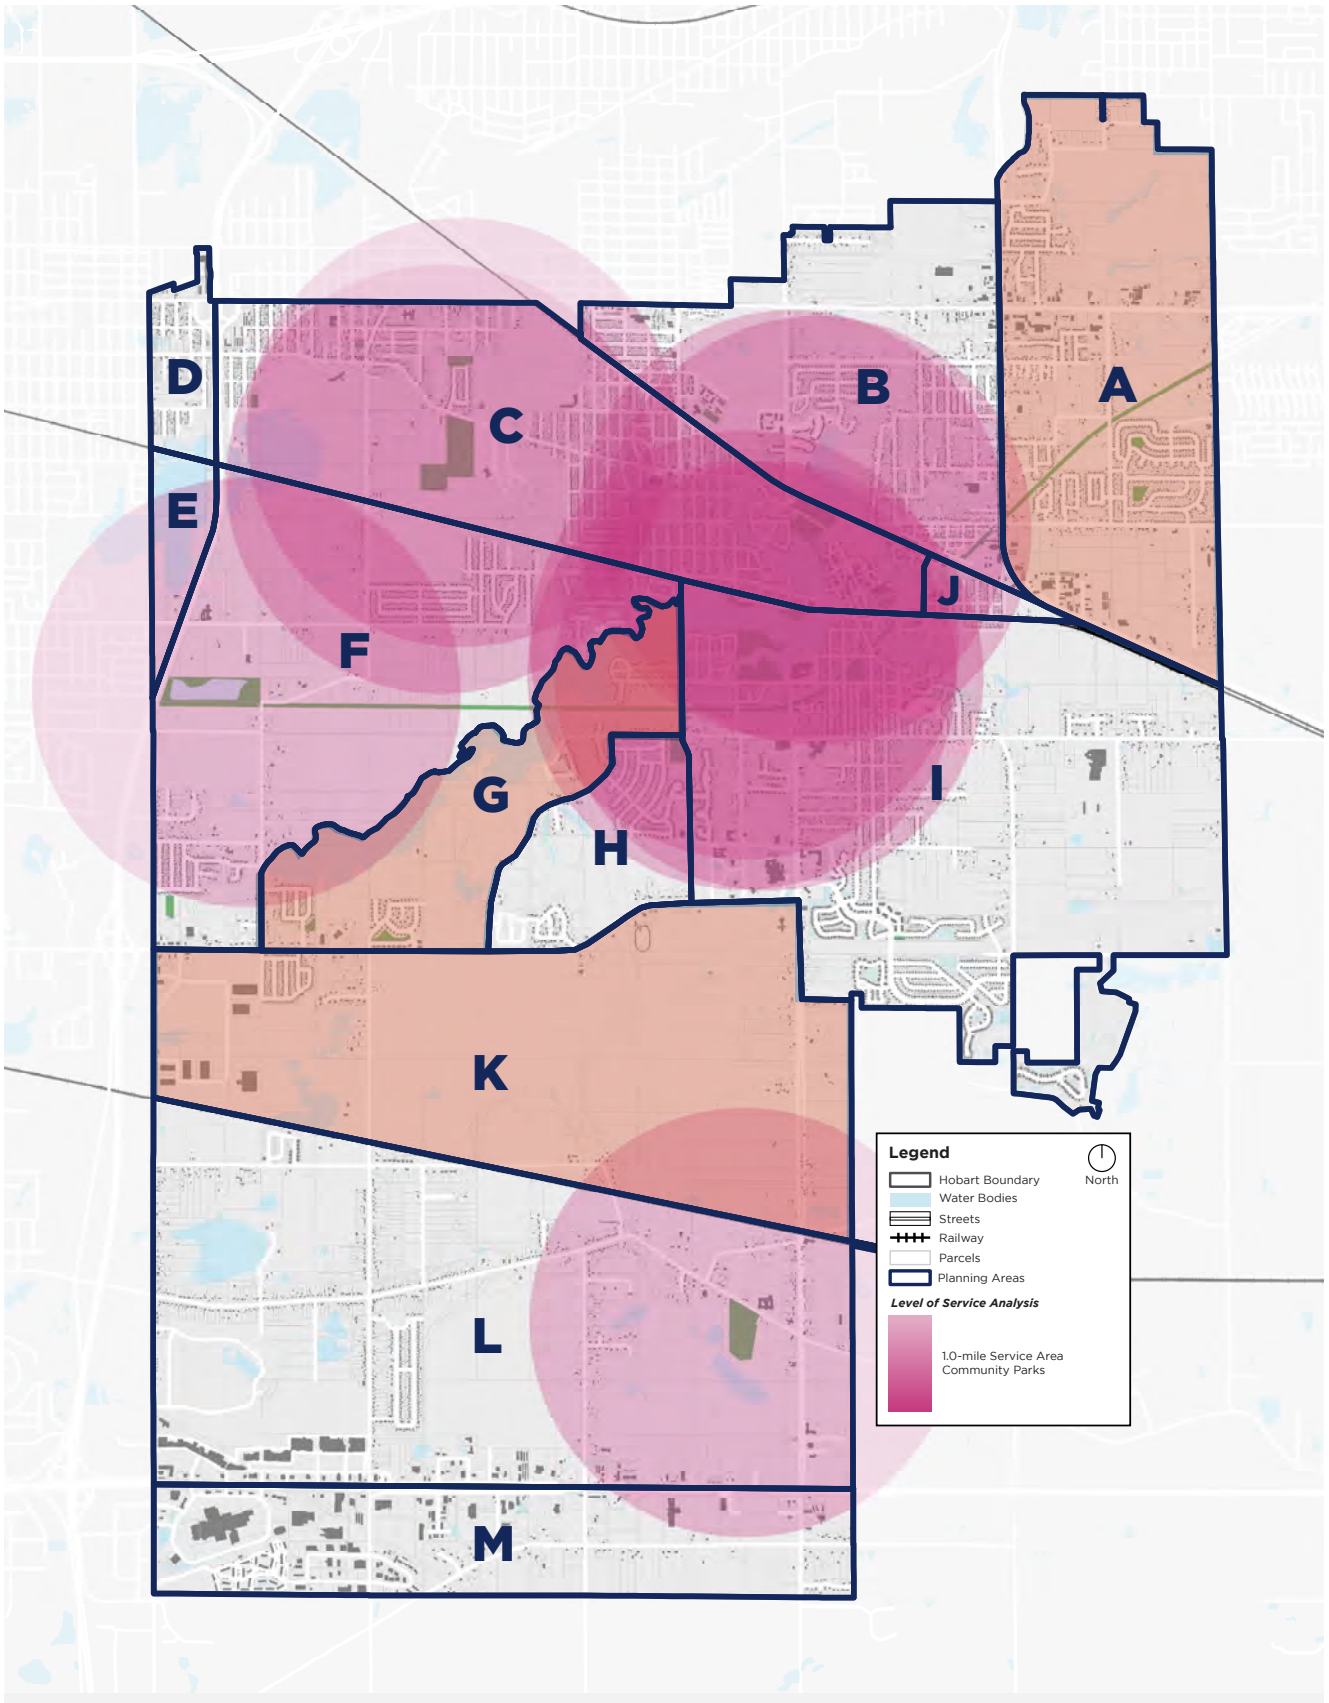 A
B
D
C
E
J
F
I
G
H
K
Legend
North
Hobart Boundary
Water Bodies
Streets
Railway
Parcels
Planning Areas
Level of Service Analysis
1.0-mile Service Area
Community Parks
L
M